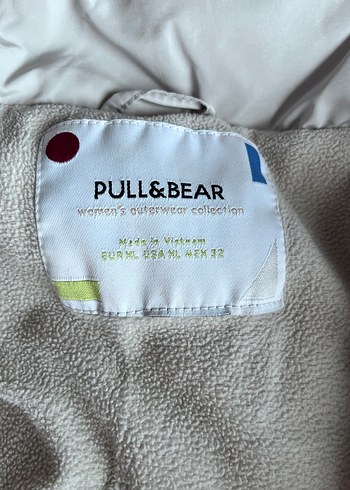 PULL&BEAR
women's outerwear collection
Made in Vietnam
EUR XL USA XL MEX 32